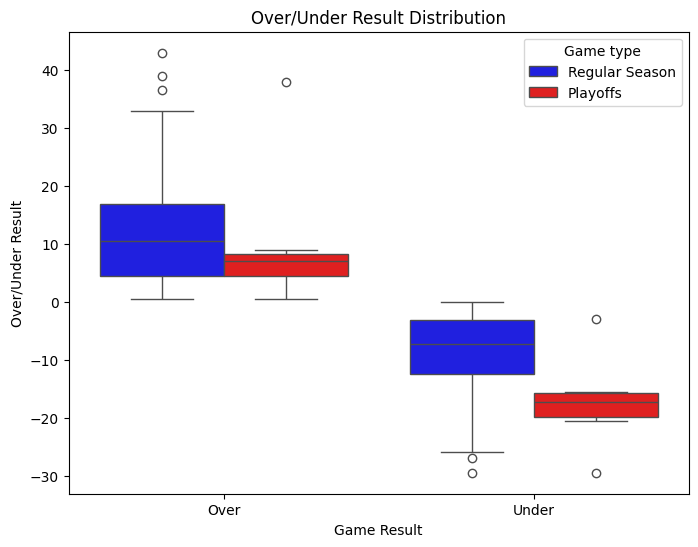 Over/Under Result Distribution
Game type
Regular Season
Playoffs
Over/Under Result
40
30
20
10
0
−10
−20
−30
Over
Under
Game Result